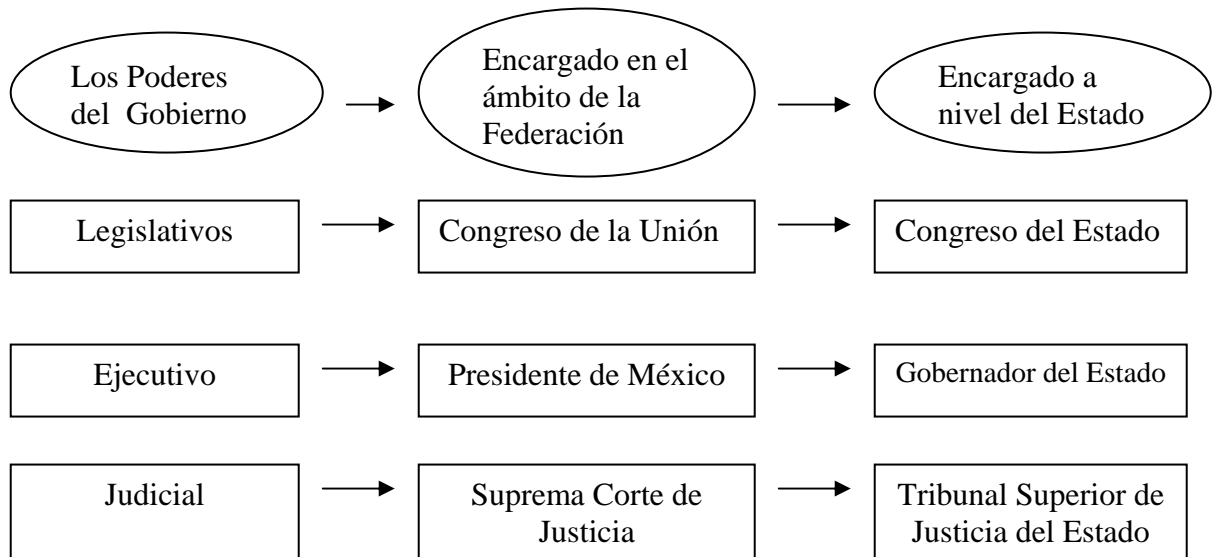 Los Poderes
del Gobierno
Encargado en el
ámbito de la
Federación
Encargado a
nivel del Estado
Legislativos
Congreso de la Unión
Congreso del Estado
Ejecutivo
Presidente de México
Gobernador del Estado
Judicial
Suprema Corte de
Justicia
Tribunal Superior de
Justicia del Estado